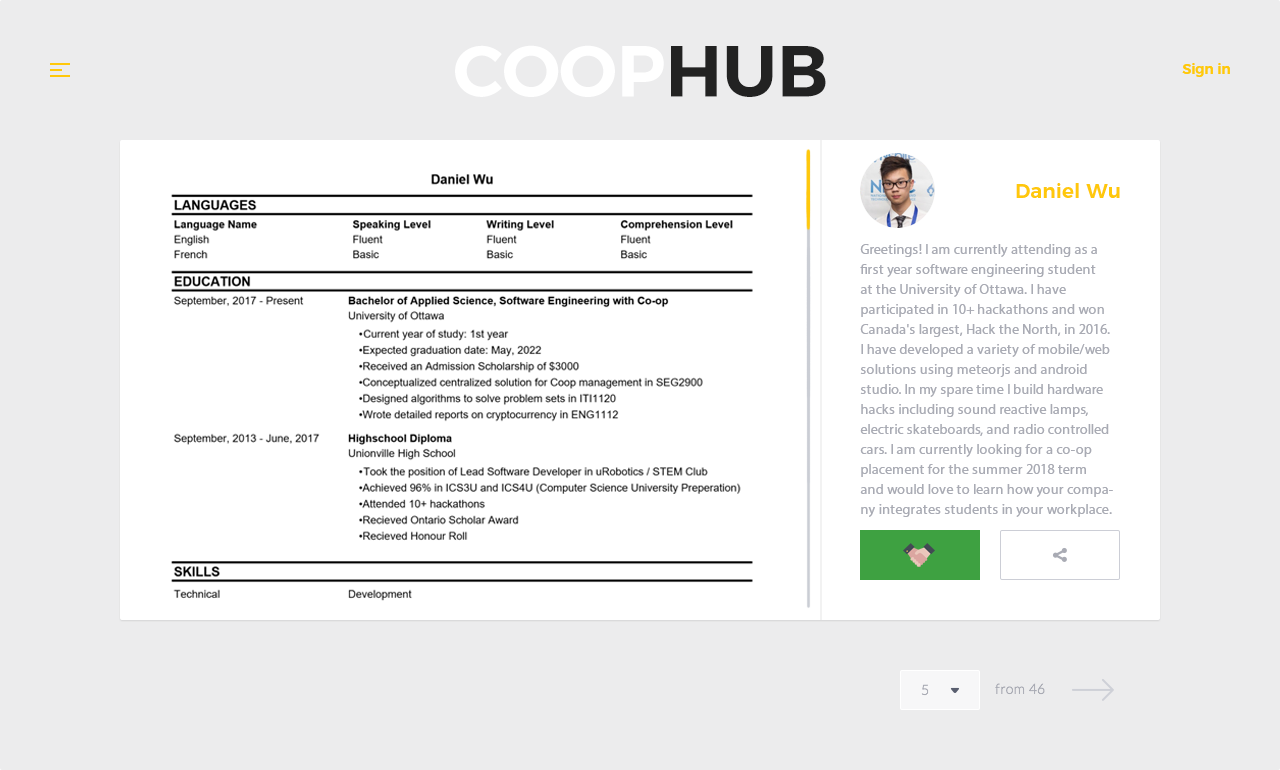 COOPHUB
Sign in
Daniel Wu
LANGUAGES
Language Name Speaking Level Writing Level Comprehension Level
English Fluent Fluent Fluent
French Basic Basic Basic
EDUCATION
September, 2017 - Present Bachelor of Applied Science, Software Engineering with Co-op
University of Ottawa
•Current year of study: 1st year
•Expected graduation date: May, 2022
•Received an Admission Scholarship of $3000
•Conceptualized centralized solution for Coop management in SEG2900
•Designed algorithms to solve problem sets in ITI1120
•Wrote detailed reports on cryptocurrency in ENG1112
September, 2013 - June, 2017 Highschool Diploma
Unionville High School
•Took the position of Lead Software Developer in uRobotics / STEM Club
•Achieved 96% in ICS3U and ICS4U (Computer Science University Preperation)
•Attended 10+ hackathons
•Recieved Ontario Scholar Award
•Recieved Honour Roll
SKILLS
Technical Development
Daniel Wu
Greetings! I am currently attending as a
first year software engineering student
at the University of Ottawa. I have
participated in 10+ hackathons and won
Canada's largest, Hack the North, in 2016.
I have developed a variety of mobile/web
solutions using meteorjs and android
studio. In my spare time I build hardware
hacks including sound reactive lamps,
electric skateboards, and radio controlled
cars. I am currently looking for a co-op
placement for the summer 2018 term
and would love to learn how your compa-
ny integrates students in your workplace.
5 from 46